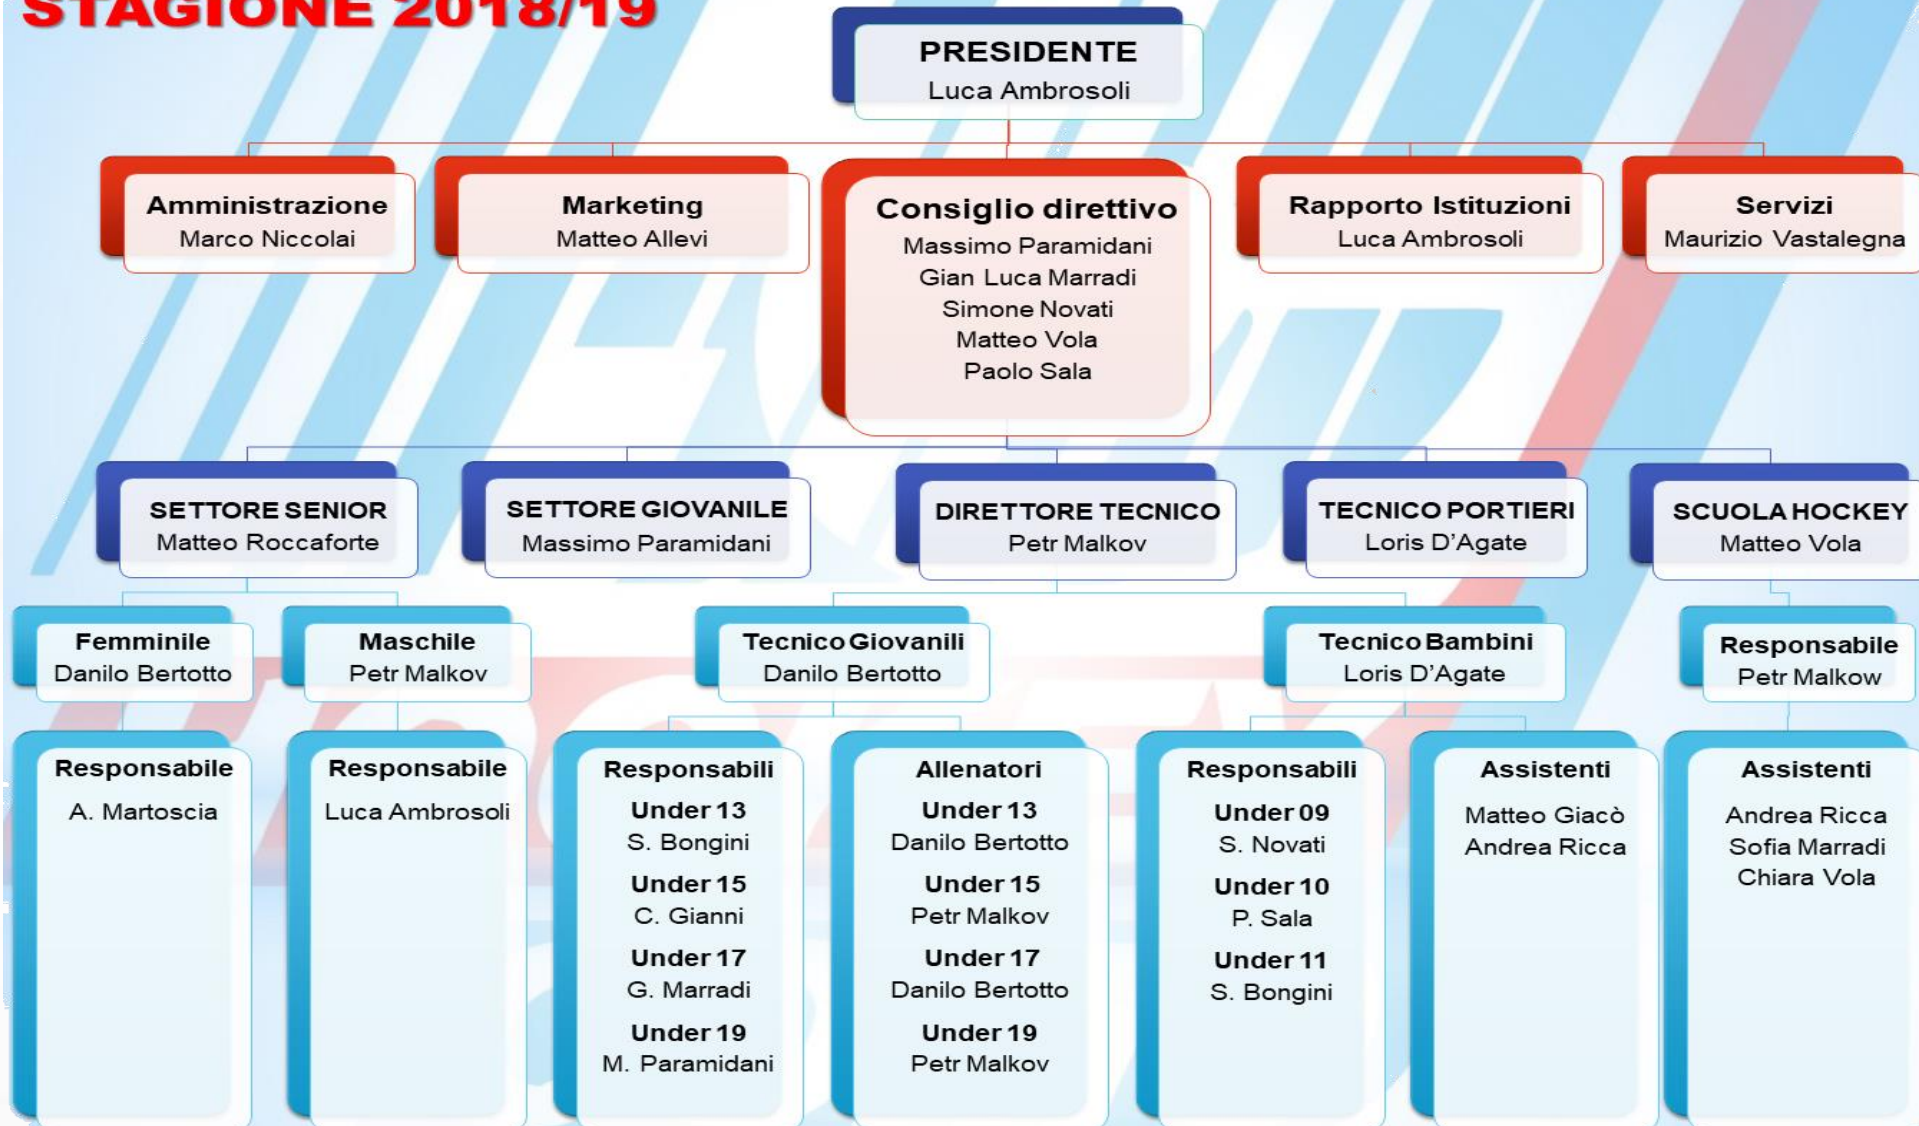 STAGIONE 2018/19
PRESIDENTE
Luca Ambrosoli
Amministrazione
Marco Niccolai
Marketing
Matteo Allevi
Consiglio direttivo
Massimo Paramidani
Gian Luca Marradi
Simone Novati
Matteo Vola
Paolo Sala
Rapporto Istituzioni
Luca Ambrosoli
Servizi
Maurizio Vastalegna
SETTORE SENIOR
Matteo Roccaforte
SETTORE GIOVANILE
Massimo Paramidani
DIRETTORE TECNICO
Petr Malkov
TECNICO PORTIERI
Loris D'Agate
SCUOLA HOCKEY
Matteo Vola
Femminile
Danilo Bertotto
Maschile
Petr Malkov
Tecnico Giovanili
Danilo Bertotto
Tecnico Bambini
Loris D'Agate
Responsabile
Petr Malkow
Responsabile
A. Martoscia
Responsabile
Luca Ambrosoli
Responsabili
Under 13
S. Bongini
Under 15
C. Gianni
Under 17
G. Marradi
Under 19
M. Paramidani
Allenatori
Under 13
Danilo Bertotto
Under 15
Petr Malkov
Under 17
Danilo Bertotto
Under 19
Petr Malkov
Responsabili
Under 09
S. Novati
Under 10
P. Sala
Under 11
S. Bongini
Assistenti
Matteo Giacò
Andrea Ricca
Assistenti
Andrea Ricca
Sofia Marradi
Chiara Vola